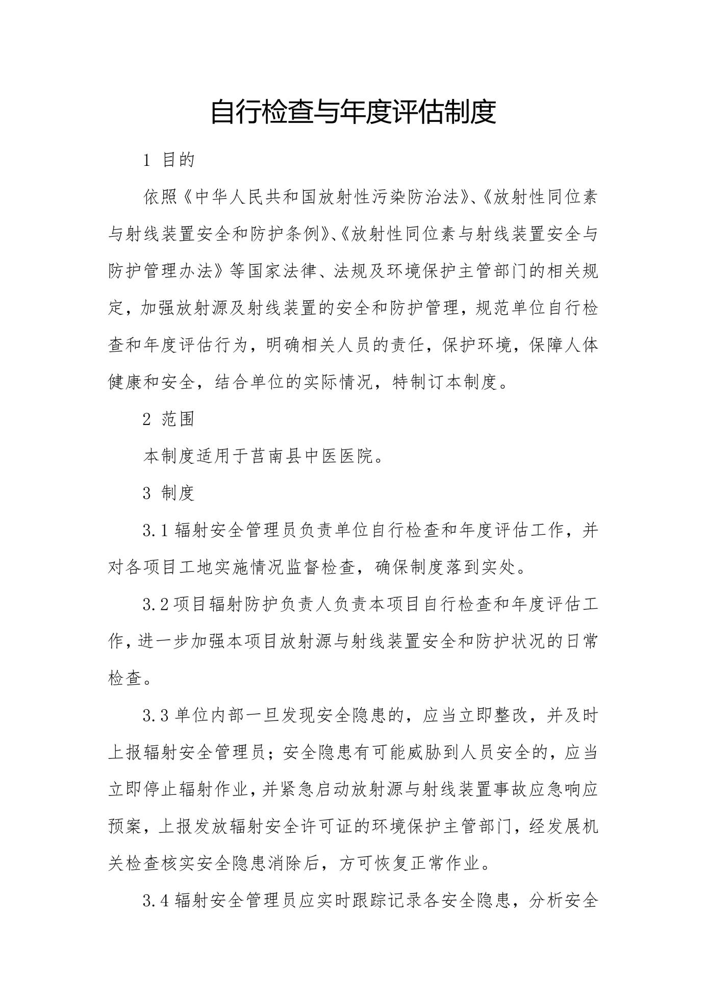 自行检查与年度评估制度
1 目的
依照《中华人民共和国放射性污染防治法》、《放射性同位素
与射线装置安全和防护条例》、《放射性同位素与射线装置安全与
防护管理办法》等国家法律、法规及环境保护主管部门的相关规
定，加强放射源及射线装置的安全和防护管理，规范单位自行检
查和年度评估行为，明确相关人员的责任，保护环境，保障人体
健康和安全，结合单位的实际情况，特制订本制度。
2 范围
本制度适用于莒南县中医医院。
3 制度
3.1 辐射安全管理员负责单位自行检查和年度评估工作，并
对各项目工地实施情况监督检查，确保制度落到实处。
3.2 项目辐射防护负责人负责本项目自行检查和年度评估工
作，进一步加强本项目放射源与射线装置安全和防护状况的日常
检查。
3.3 单位内部一旦发现安全隐患的，应当立即整改，并及时
上报辐射安全管理员；安全隐患有可能威胁到人员安全的，应当
立即停止辐射作业，并紧急启动放射源与射线装置事故应急响应
预案，上报发放辐射安全许可证的环境保护主管部门，经发展机
关检查核实安全隐患消除后，方可恢复正常作业。
3.4 辐射安全管理员应实时跟踪记录各安全隐患，分析安全